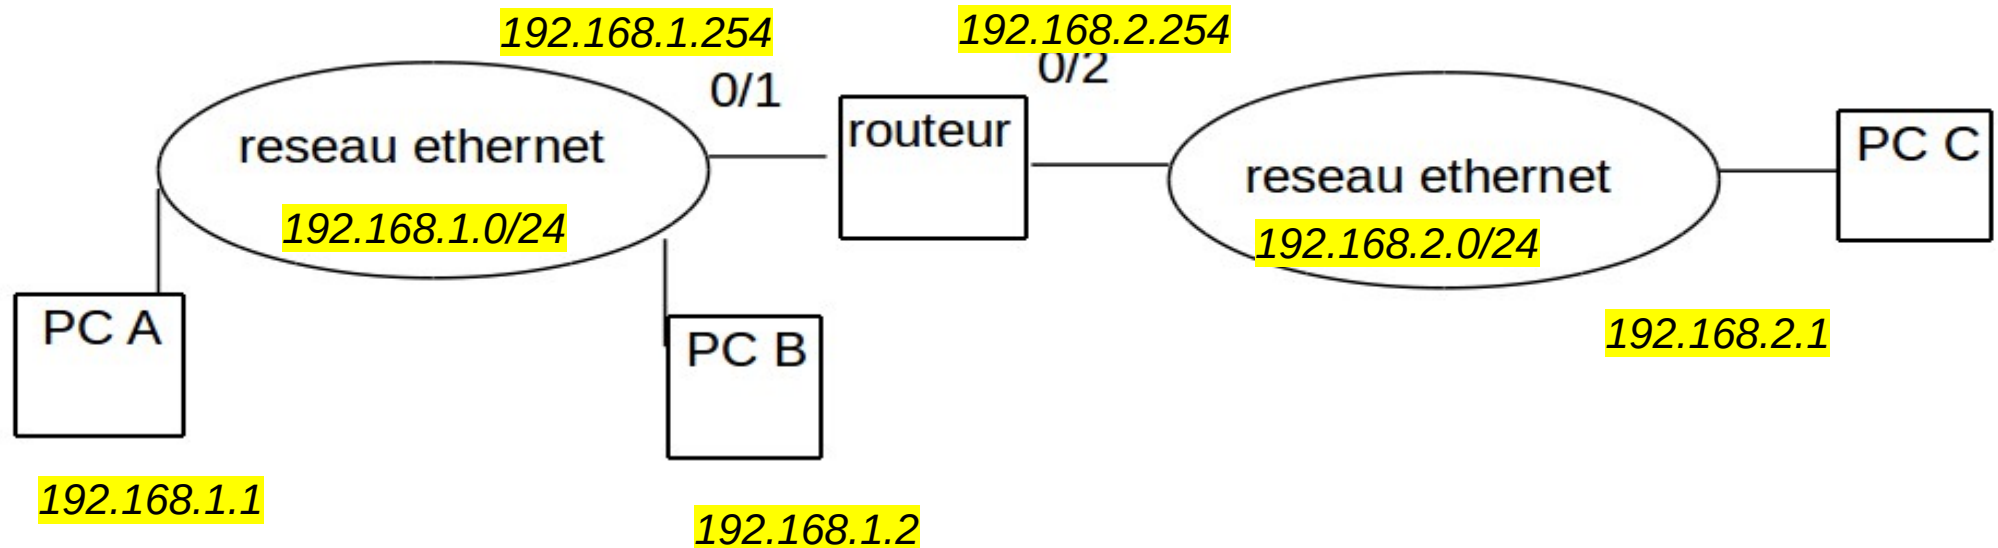 192.168.1.254
192.168.2.254
0/1
0/2
reseau ethernet
192.168.1.0/24
routeur
reseau ethernet
192.168.2.0/24
PC C
PC A
PC B
192.168.2.1
192.168.1.1
192.168.1.2